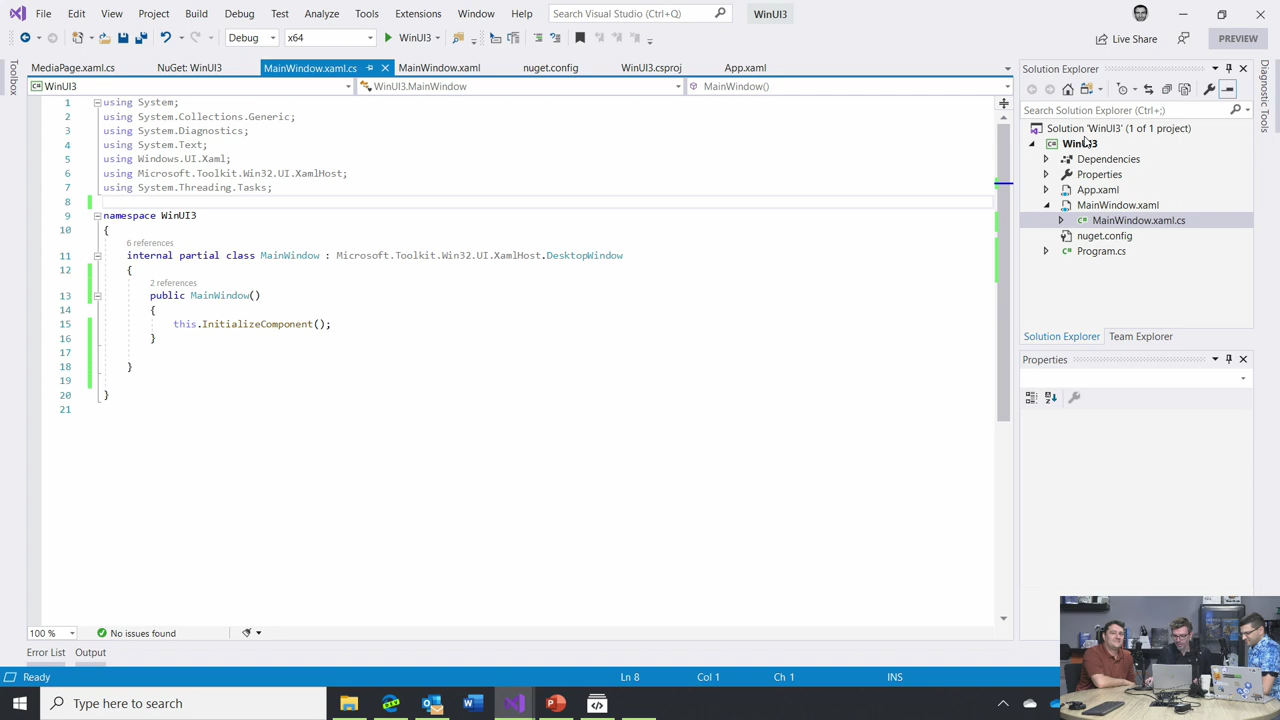 File Edit View Project Build Debug Test Analyze Tools Extensions Window Help Search Visual Studio (Ctrl+Q) WinUI3
Debug x64 WinUI3 Live Share PREVIEW
Toolbox
MediaPage.xaml.cs NuGet: WinUI3 MainWindow.xaml.cs MainWindow.xaml nuget.config WinUI3.csproj App.xaml
WinUI3 WinUI3.MainWindow MainWindow()
1 using System;
2 using System.Collections.Generic;
3 using System.Diagnostics;
4 using System.Text;
5 using Windows.UI.Xaml;
6 using Microsoft.Toolkit.Win32.UI.XamlHost;
7 using System.Threading.Tasks;
8
9 namespace WinUI3
10 {
6 references
11 internal partial class MainWindow : Microsoft.Toolkit.Win32.UI.XamlHost.DesktopWindow
12 {
2 references
13 public MainWindow()
14 {
15 this.InitializeComponent();
16 }
17
18 }
19
20 }
21
100 % No issues found
Error List Output
Ready Ln 8 Col 1 Ch 1 INS
Type here to search
Solution Explorer
Search Solution Explorer (Ctrl+;)
Solution 'WinUI3' (1 of 1 project)
WinUI3
Dependencies
Properties
App.xaml
MainWindow.xaml
MainWindow.xaml.cs
nuget.config
Program.cs
Solution Explorer Team Explorer
Properties
Diagnostic Tools